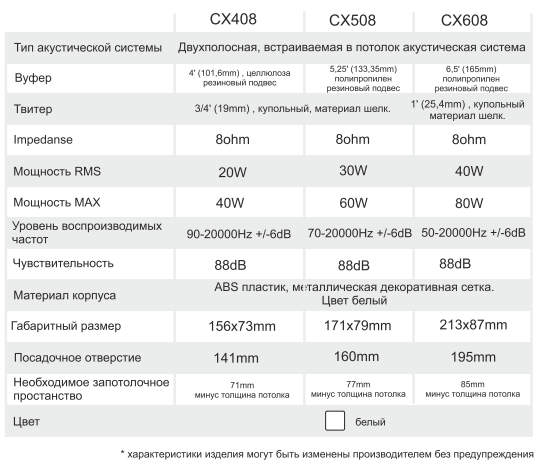 CX408 CX508 CX608
Тип акустической системы Двухполосная, встраиваемая в потолок акустическая система
Вуфер
4' (101,6mm) , целлюлоза
резиновый подвес
5,25' (133,35mm)
полипропилен
резиновый подвес
6,5' (165mm)
полипропилен
резиновый подвес
Твитер
3/4' (19mm) , купольный, материал шелк.
1' (25,4mm) , купольный
материал шелк.
Impedanse 8ohm 8ohm 8ohm
Мощность RMS 20W 30W 40W
Мощность MAX 40W 60W 80W
Уровень воспроизводимых
частот
90-20000Hz +/-6dB 70-20000Hz +/-6dB 50-20000Hz +/-6dB
Чувствительность 88dB 88dB 88dB
Материал корпуса
ABS пластик, металлическая декоративная сетка.
Цвет белый
Габаритный размер 156x73mm 171x79mm 213x87mm
Посадочное отверстие 141mm 160mm 195mm
Необходимое запотолочное
простанство
71mm
минус толщина потолка
77mm
минус толщина потолка
85mm
минус толщина потолка
Цвет белый
* характеристики изделия могут быть изменены производителем без предупреждения